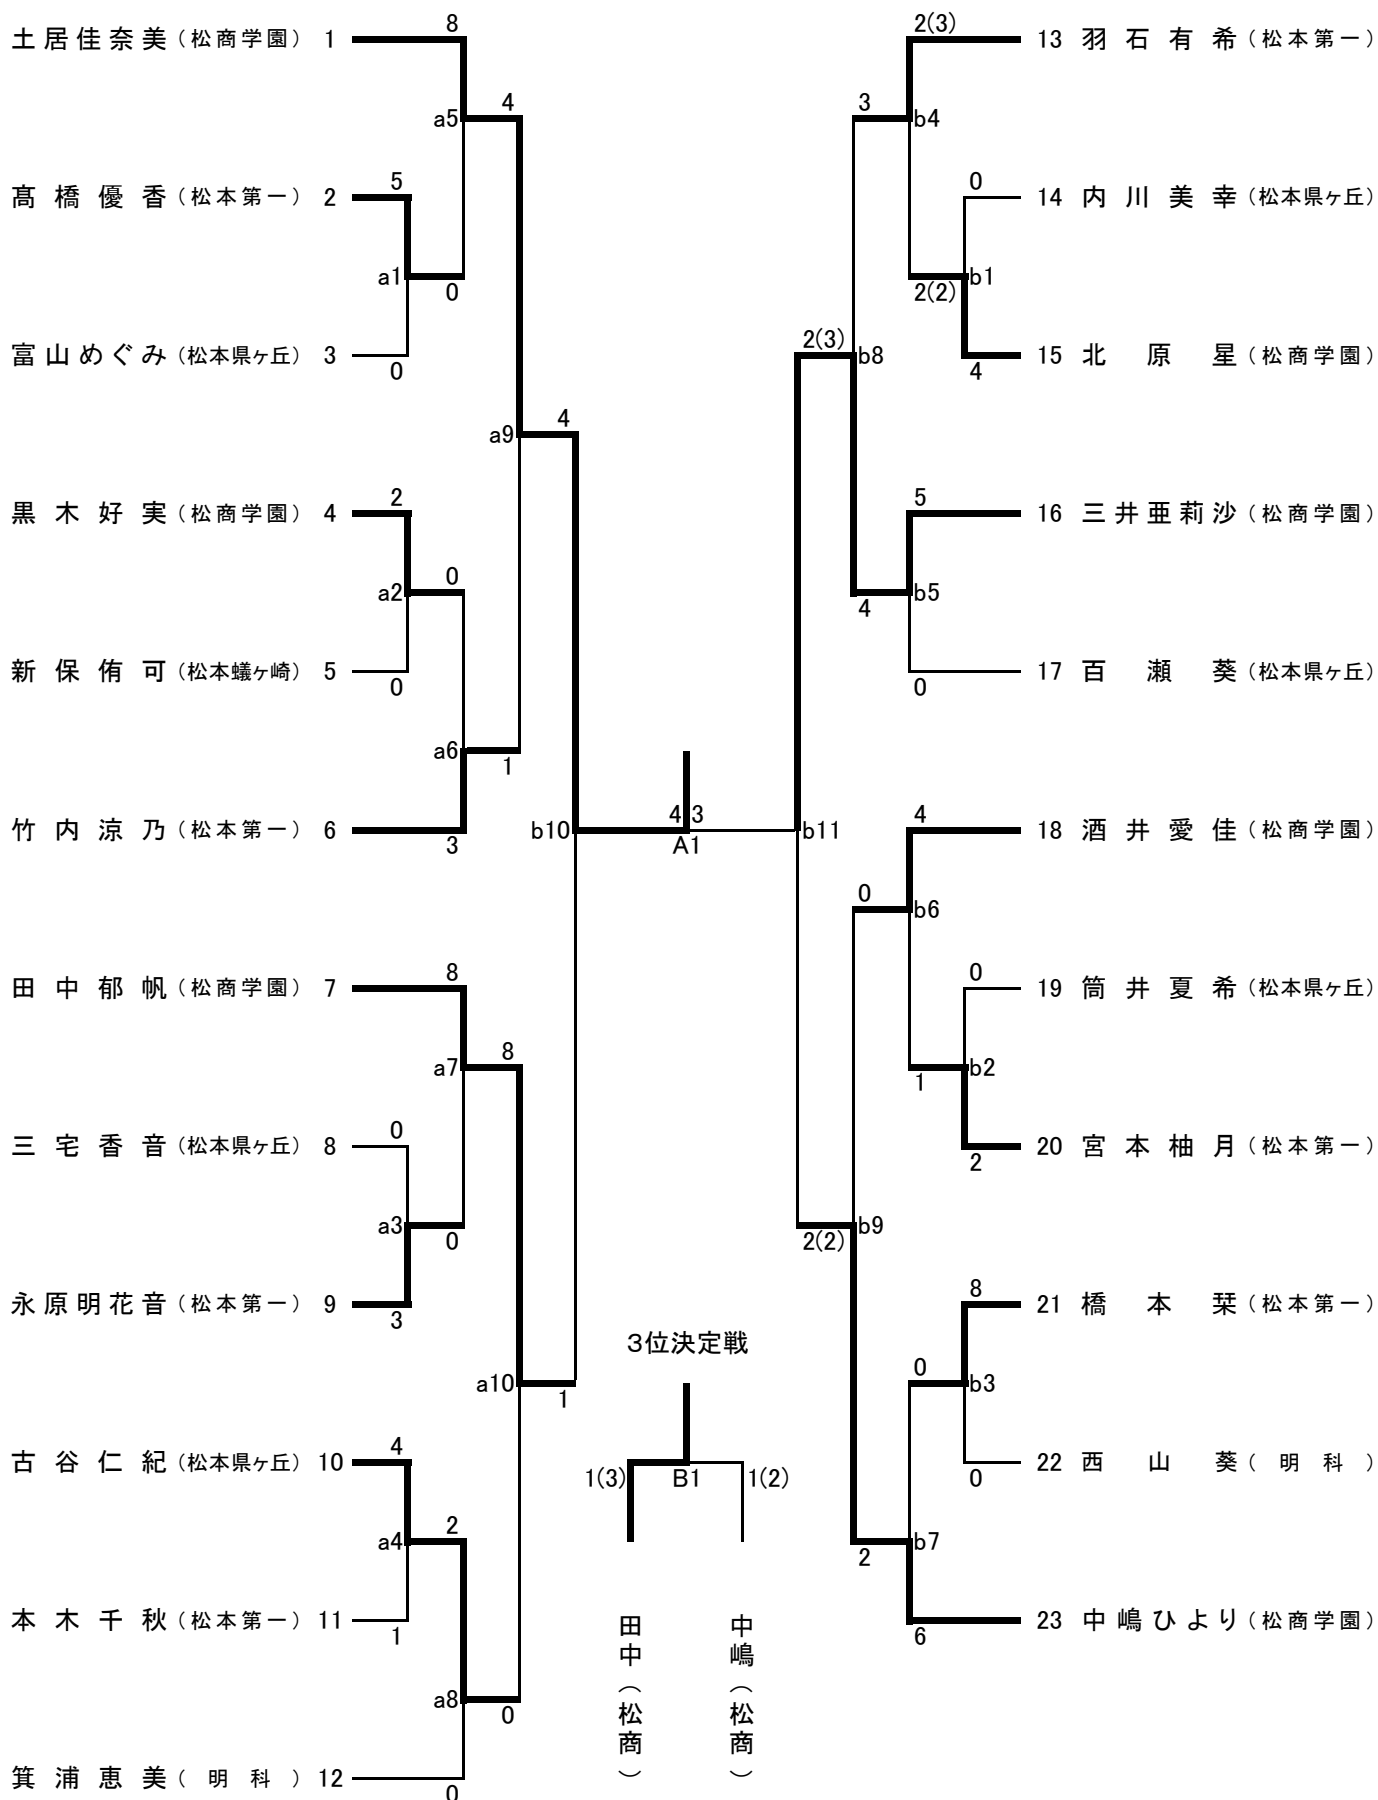 8
土居佳奈美（松商学園） 1
4
a5
5
髙橋優香（松本第一） 2
a1
0
富山めぐみ（松本県ヶ丘） 3
0
4
a9
2
黒木好実（松商学園） 4
0
a2
新保侑可（松本蟻ヶ崎） 5
0
a6
1
竹内涼乃（松本第一） 6
3
b10
4 3
A1
8
田中郁帆（松商学園） 7
8
a7
0
三宅香音（松本県ヶ丘） 8
a3
0
永原明花音（松本第一） 9
3
a10
1
4
古谷仁紀（松本県ヶ丘） 10
2
a4
本木千秋（松本第一） 11
1
a8
0
箕浦恵美（明科） 12
0
2(3)
13 羽石有希（松本第一）
3
b4
0
14 内川美幸（松本県ヶ丘）
b1
2(2)
2(3)
b8
15 北原星（松商学園）
4
5
16 三井亜莉沙（松商学園）
b5
4
17 百瀬葵（松本県ヶ丘）
0
b11
4
18 酒井愛佳（松商学園）
0
b6
0
19 筒井夏希（松本県ヶ丘）
b2
1
20 宮本柚月（松本第一）
2
b9
2(2)
8
21 橋本栞（松本第一）
0
b3
22 西山葵（明科）
0
b7
2
23 中嶋ひより（松商学園）
6
３位決定戦
1(3) B1 1(2)
田中（松商）
中嶋（松商）